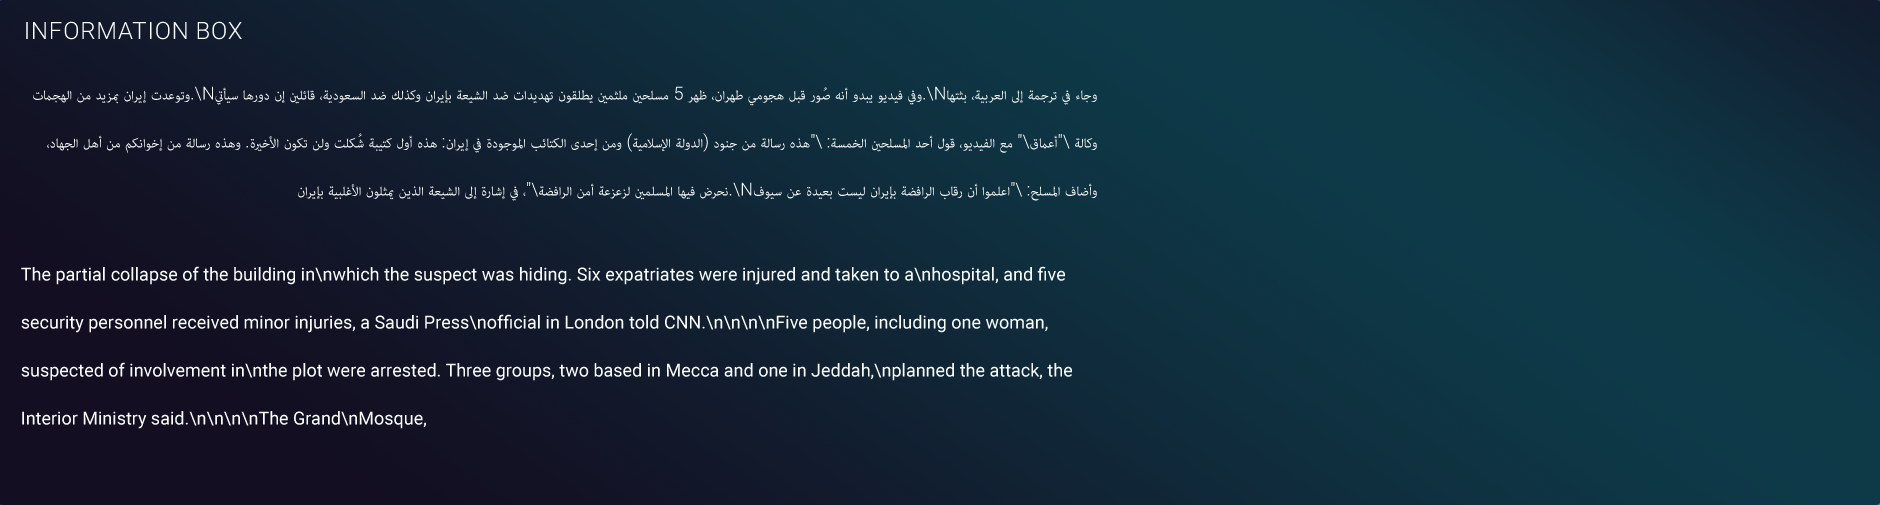 INFORMATION BOX
وجاء في ترجمة إلى العربية، بثتها\N.وفي فيديو يبدو أنه صُور قبل هجومي طهران، ظهر 5 مسلحين ملثمين يطلقون تهديدات ضد الشيعة بإيران وكذلك ضد السعودية، قائلين إن دورها سيأتي\N.وتوعدت إيران بمزيد من الهجمات
وكالة \"أعماق\" مع الفيديو، قول أحد المسلحين الخمسة: \"هذه رسالة من جنود (الدولة الإسلامية) ومن إحدى الكتائب الموجودة في إيران: هذه أول كتيبة شُكلت ولن تكون الأخيرة. وهذه رسالة من إخوانكم من أهل الجهاد،
وأضاف المسلح: \"اعلموا أن رقاب الرافضة بإيران ليست بعيدة عن سيوف\N.نحرض فيها المسلمين لزعزعة أمن الرافضة\"، في إشارة إلى الشيعة الذين يمثلون الأغلبية بإيران
The partial collapse of the building in\nwhich the suspect was hiding. Six expatriates were injured and taken to a\nhospital, and five
security personnel received minor injuries, a Saudi Press\nofficial in London told CNN.\n\n\n\nFive people, including one woman,
suspected of involvement in\nthe plot were arrested. Three groups, two based in Mecca and one in Jeddah,\nplanned the attack, the
Interior Ministry said.\n\n\n\nThe Grand\nMosque,